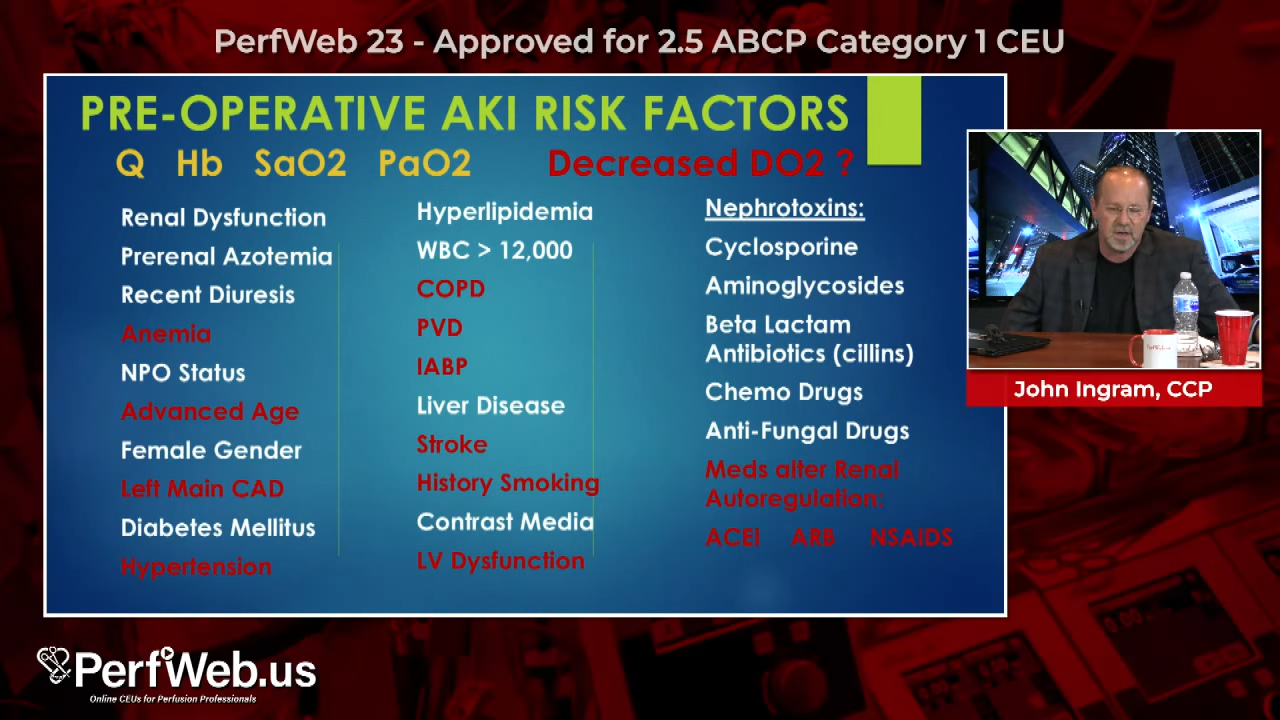 PerfWeb 23 - Approved for 2.5 ABCP Category 1 CEU
PRE-OPERATIVE AKI RISK FACTORS
Q Hb SaO2 PaO2 Decreased DO2 ?
Renal Dysfunction
Prerenal Azotemia
Recent Diuresis
Anemia
NPO Status
Advanced Age
Female Gender
Left Main CAD
Diabetes Mellitus
Hypertension
Hyperlipidemia
WBC > 12,000
COPD
PVD
IABP
Liver Disease
Stroke
History Smoking
Contrast Media
LV Dysfunction
Nephrotoxins:
Cyclosporine
Aminoglycosides
Beta Lactam
Antibiotics (cillins)
Chemo Drugs
Anti-Fungal Drugs
Meds alter Renal
Autoregulation:
ACEI ARB NSAIDS
John Ingram, CCP
PerfWeb.us
Online CEUs for Perfusion Professionals